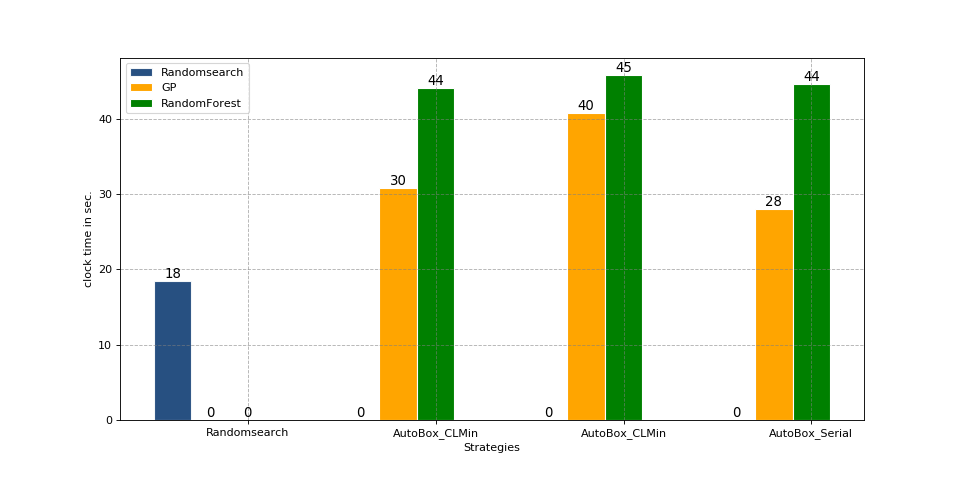 Randomsearch
GP
RandomForest
clock time in sec.
40
30
20
10
0
18
0
0
0
30
44
0
40
45
0
28
44
Randomsearch
AutoBox_CLMin
AutoBox_CLMin
AutoBox_Serial
Strategies